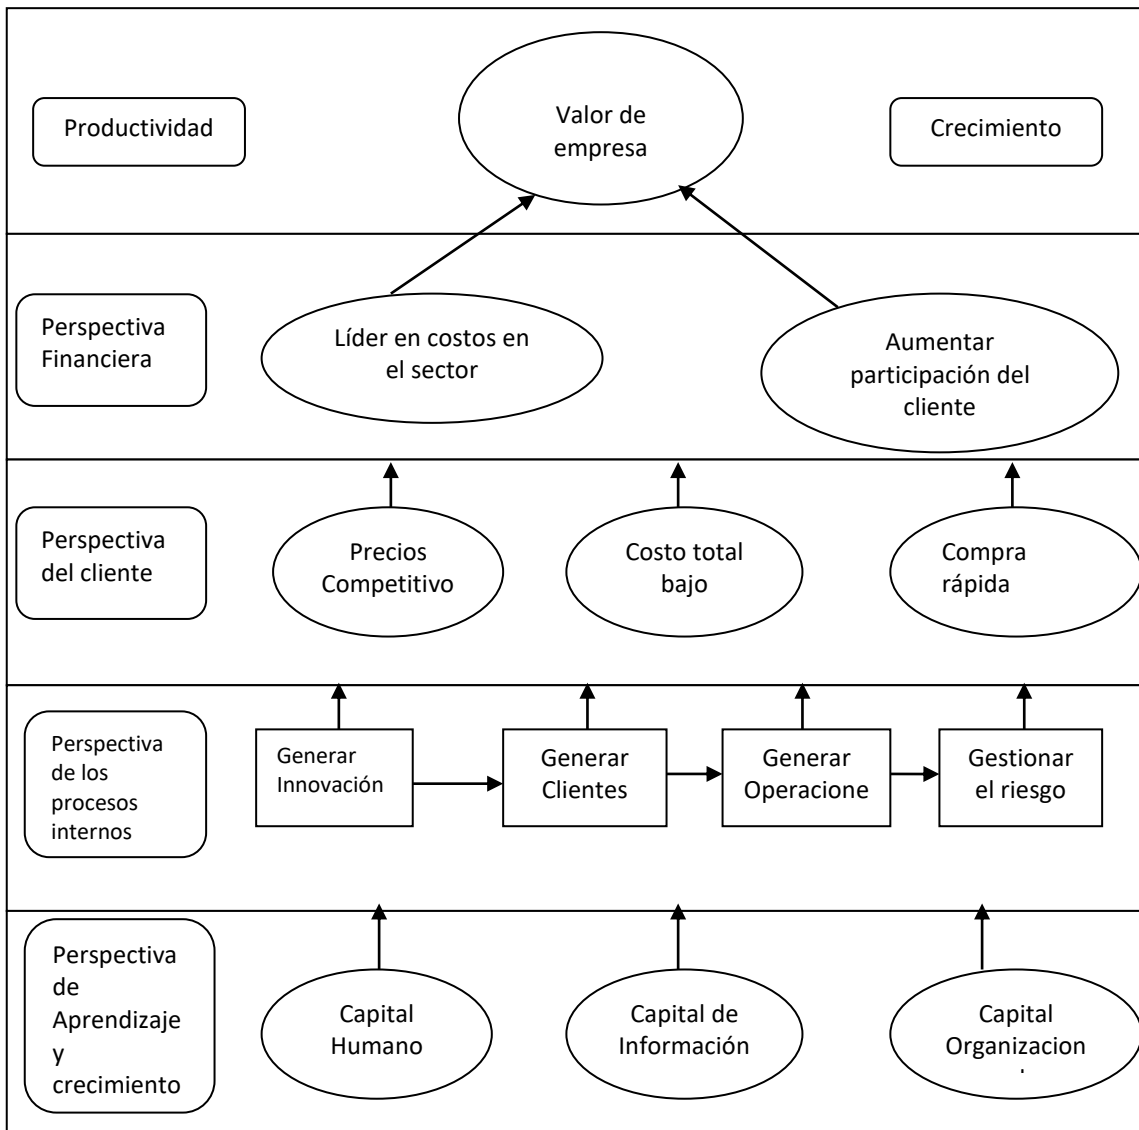 Productividad
Valor de
empresa
Crecimiento
Perspectiva
Financiera
Líder en costos en
el sector
Aumentar
participación del
cliente
Perspectiva
del cliente
Precios
Competitivo
Costo total
bajo
Compra
rápida
Perspectiva
de los
procesos
internos
Generar
Innovación
Generar
Clientes
Generar
Operacione
Gestionar
el riesgo
Perspectiva
de
Aprendizaje
y
crecimiento
Capital
Humano
Capital de
Información
Capital
Organizacion